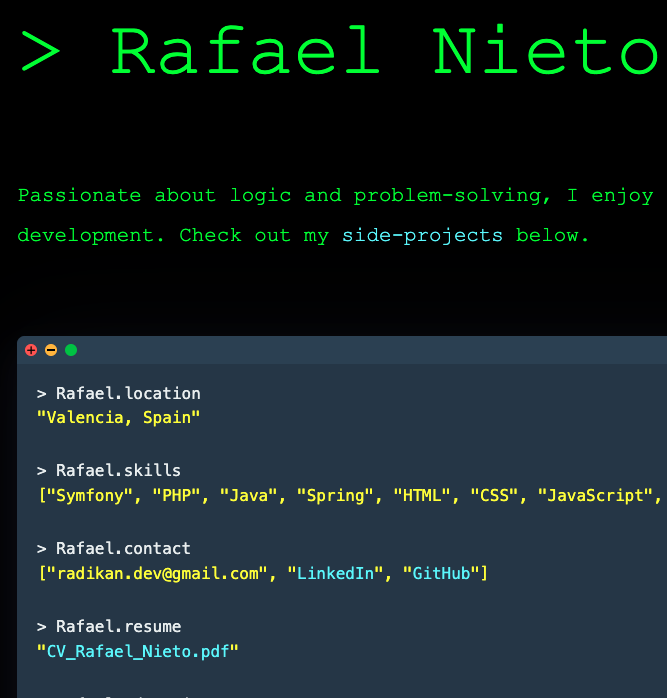 > Rafael Nieto
Passionate about logic and problem-solving, I enjoy
development. Check out my side-projects below.
> Rafael.location
"Valencia, Spain"
> Rafael.skills
["Symfony", "PHP", "Java", "Spring", "HTML", "CSS", "JavaScript",
> Rafael.contact
["radikan.dev@gmail.com", "LinkedIn", "GitHub"]
> Rafael.resume
"CV_Rafael_Nieto.pdf"